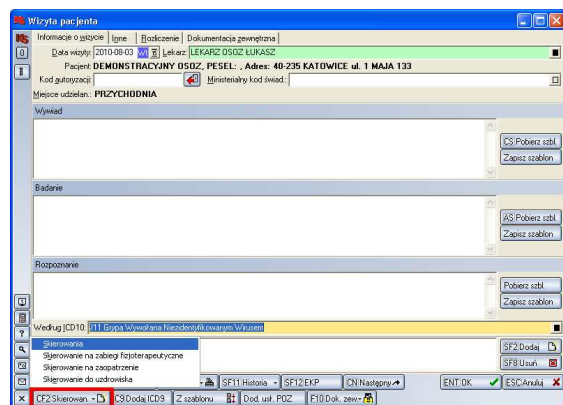 Wizyta pacjenta
Informacje o wizycie Inne Rozliczenie Dokumentacja zewnętrzna
Data wizyty: 2010-08-03 WT Lekarz: LEKARZ OSOZ ŁUKASZ
Pacjent: DEMONSTRACYJNY OSOZ, PESEL: , Adres: 40-235 KATOWICE ul. 1 MAJA 133
Kod autoryzacji: Ministerialny kod świad.:
Miejsce udzielan.: PRZYCHODNIA
Wywiad
CS Pobierz szbl.
Zapisz szablon
Badanie
AS Pobierz szbl.
Zapisz szablon
Rozpoznanie
Pobierz szbl.
Zapisz szablon
Według ICD10: J11 Grypa Wywołana Niezidentyfikowanym Wirusem
Skierowania
SF2 Dodaj
Skierowanie na zabiegi fizjoterapeutyczne
Skierowanie na zaopatrzenie
SF8 Usuń
Skierowanie do uzdrowiska
SF11 Historia SF12 EKP CN Następny ENT OK ESC Anuluj
CF2 Skierowan. C9 Dodaj ICD9 Z szablonu Dod. usł. POZ F10 Dok. zew.